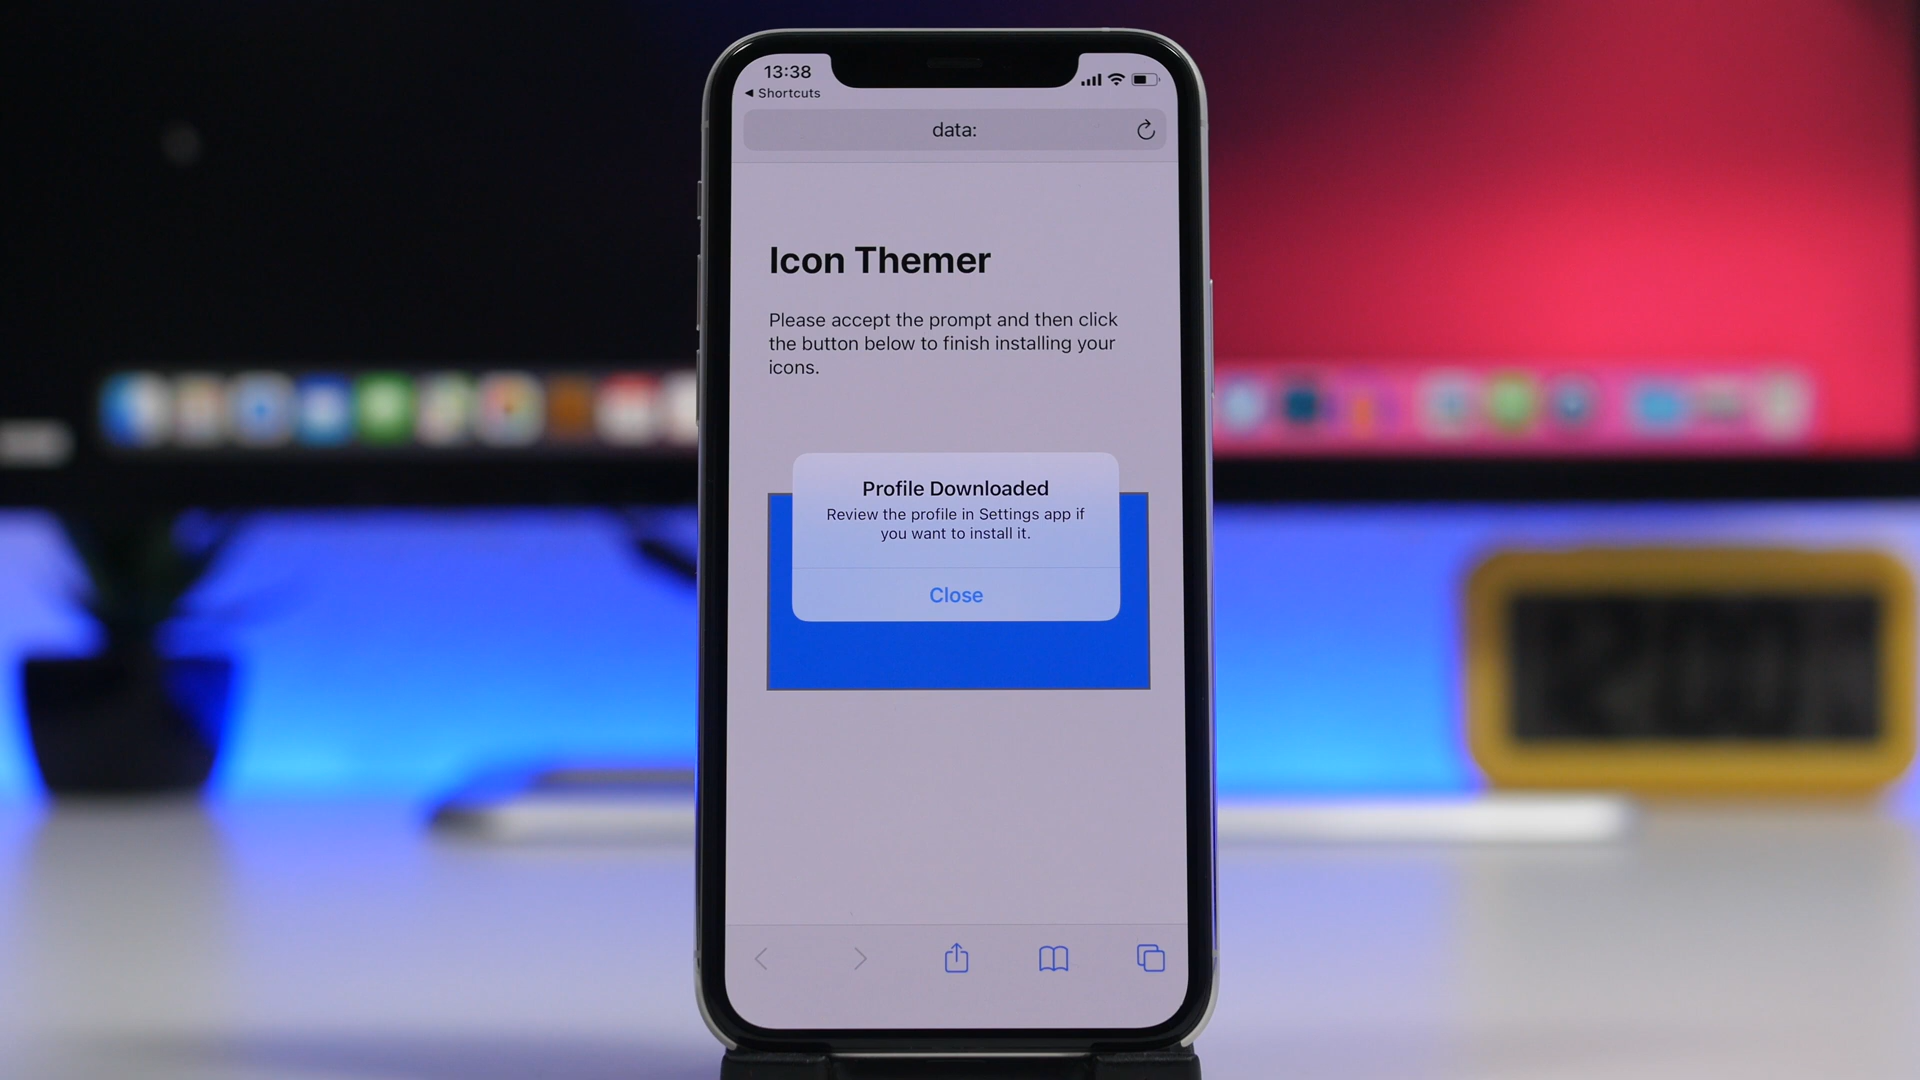 13:38
◀ Shortcuts
data:
Icon Themer
Please accept the prompt and then click
the button below to finish installing your
icons.
Profile Downloaded
Review the profile in Settings app if
you want to install it.
Close